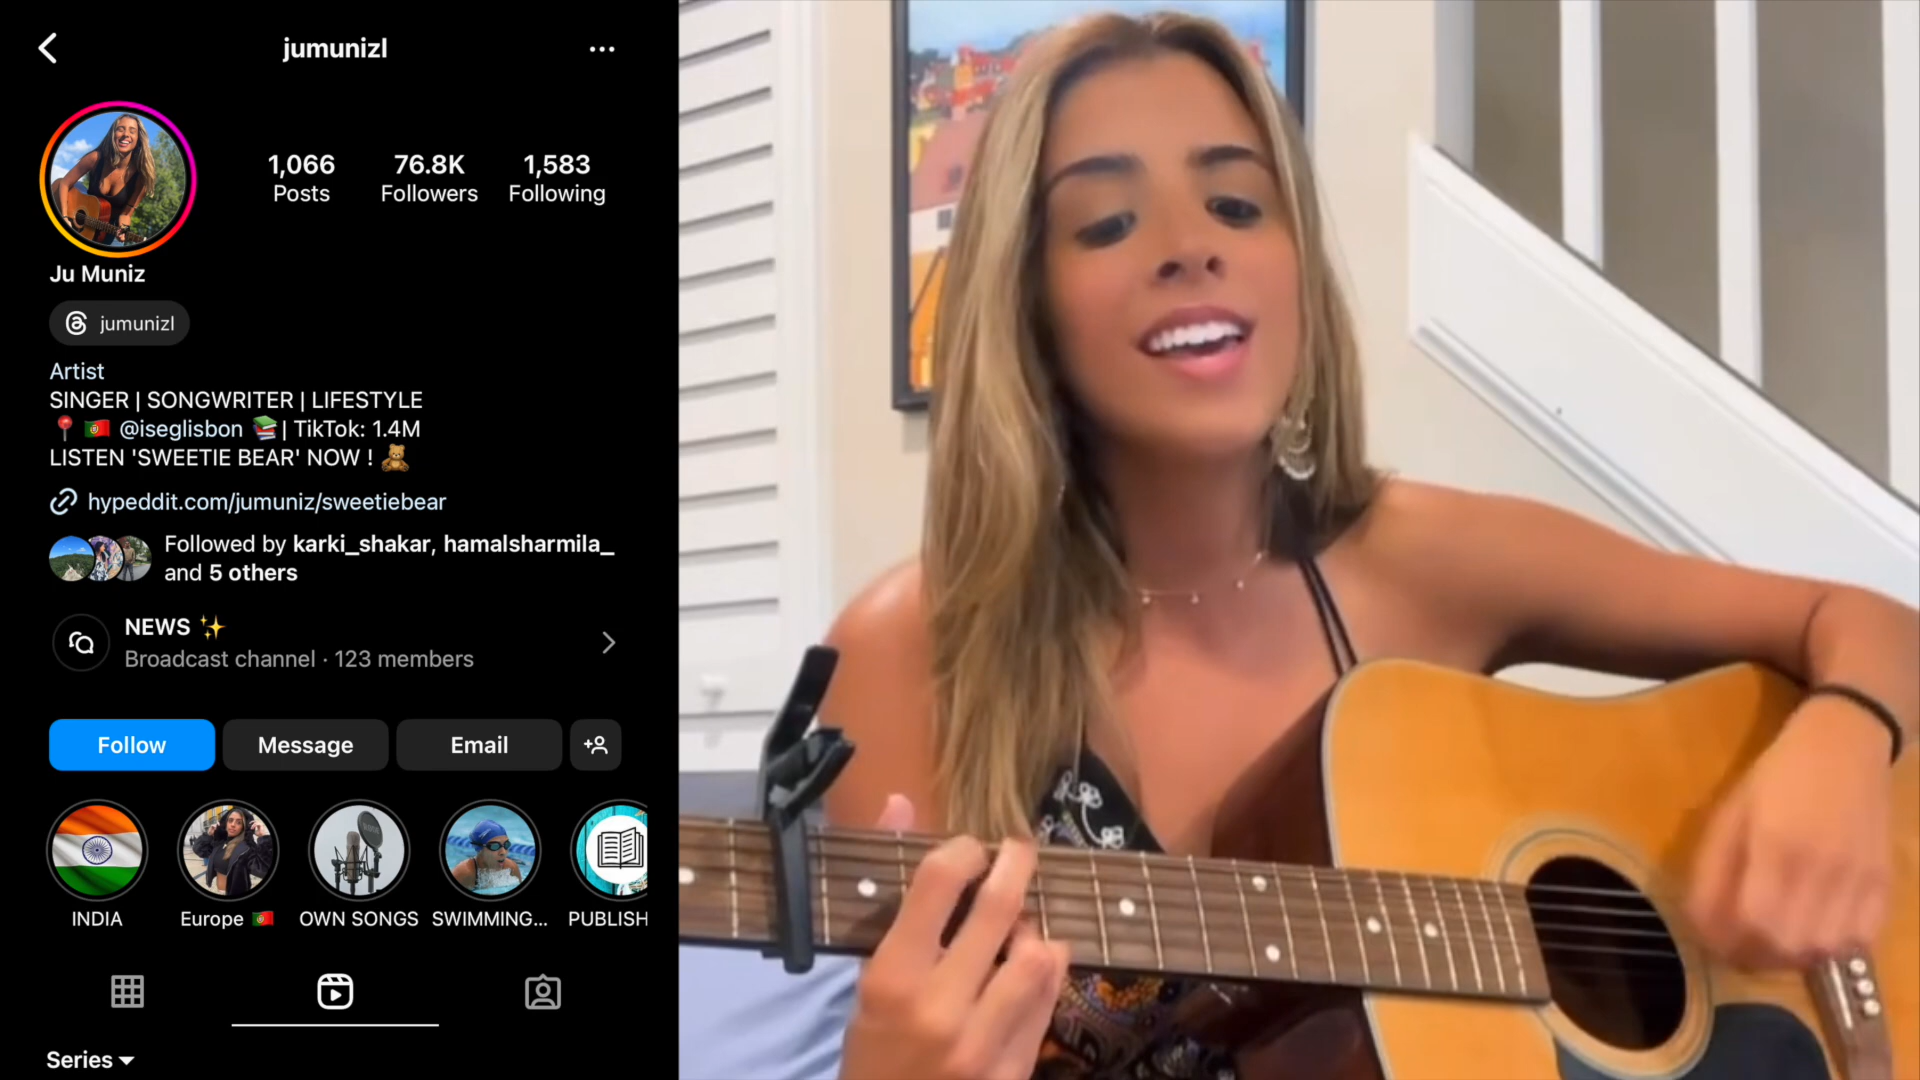 jumunizl
1,066 76.8K 1,583
Posts Followers Following
Ju Muniz
jumunizl
Artist
SINGER | SONGWRITER | LIFESTYLE
📍 🇵🇹 @iseglisbon 📚 | TikTok: 1.4M
LISTEN 'SWEETIE BEAR' NOW ! 🧸
hypeddit.com/jumuniz/sweetiebear
Followed by karki_shakar, hamalsharmila_
and 5 others
NEWS ✨
Broadcast channel · 123 members
Follow Message Email
INDIA Europe 🇵🇹 OWN SONGS SWIMMING... PUBLISH
Series